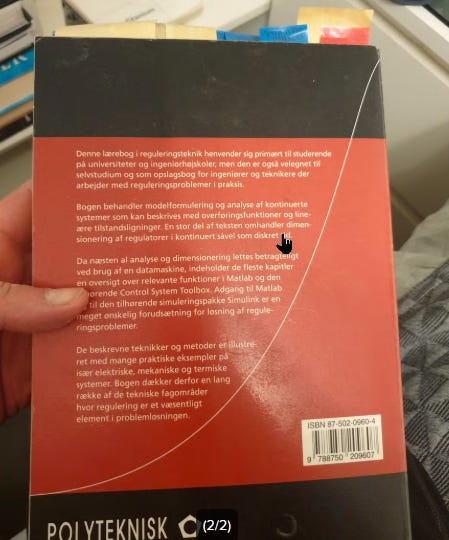 Denne lærebog i reguleringsteknik henvender sig primært til studerende
på universiteter og ingeniørhøjskoler, men den er også velegnet til
selvstudium og som opslagsbog for ingeniører og teknikere der
arbejder med reguleringsproblemer i praksis.
Bogen behandler modelformulering og analyse af kontinuerte
systemer som kan beskrives med overføringsfunktioner og line-
ære tilstandsligninger. En stor del af teksten omhandler dimen-
sionering af regulatorer i kontinuert såvel som diskret
Da næsten al analyse og dimensionering lettes betragteligt
ved brug af en datamaskine, indeholder de fleste kapitler
en oversigt over relevante funktioner i Matlab og den
Control System Toolbox. Adgang til Matlab
til den tilhørende simuleringspakke Simulink er en
meget ønskelig forudsætning for løsning af regule-
ringsproblemer.
De beskrevne teknikker og metoder er illustre-
ret med mange praktiske eksempler på
især elektriske, mekaniske og termiske
systemer. Bogen dækker derfor en lang
række af de tekniske fagområder
hvor regulering er et væsentligt
element i problemløsningen.
ISBN 87-502-0960-4
9 788750 209607
POLYTEKNISK
(2/2)